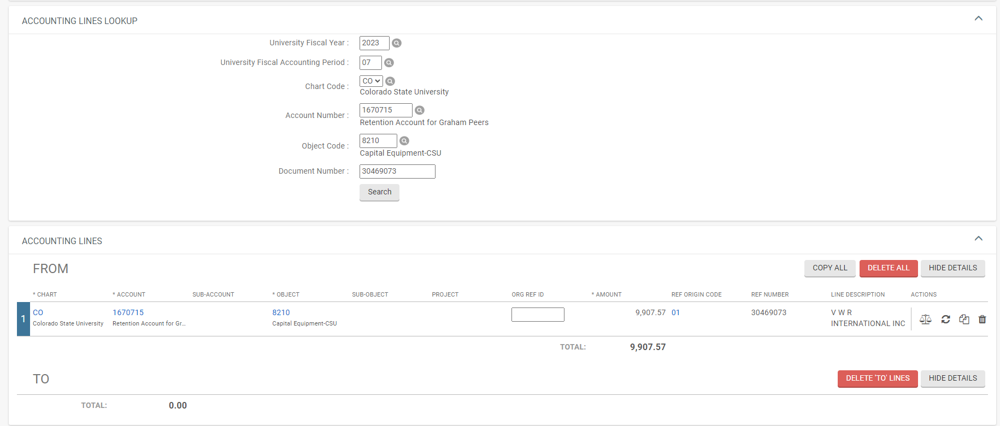 ACCOUNTING LINES LOOKUP
University Fiscal Year : 2023
University Fiscal Accounting Period : 07
Chart Code : CO
Colorado State University
Account Number : 1670715
Retention Account for Graham Peers
Object Code : 8210
Capital Equipment-CSU
Document Number : 30469073
Search
ACCOUNTING LINES
FROM COPY ALL DELETE ALL HIDE DETAILS
* CHART * ACCOUNT SUB-ACCOUNT * OBJECT SUB-OBJECT PROJECT ORG REF ID * AMOUNT REF ORIGIN CODE REF NUMBER LINE DESCRIPTION ACTIONS
1 CO 1670715 8210 9,907.57 01 30469073 V W R
Colorado State University Retention Account for Gr... Capital Equipment-CSU INTERNATIONAL INC
TOTAL: 9,907.57
TO DELETE 'TO' LINES HIDE DETAILS
TOTAL: 0.00